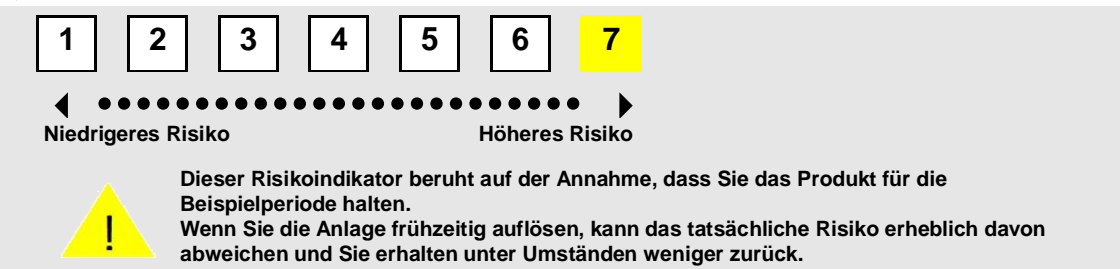 1 2 3 4 5 6 7
Niedrigeres Risiko Höheres Risiko
Dieser Risikoindikator beruht auf der Annahme, dass Sie das Produkt für die
Beispielperiode halten.
Wenn Sie die Anlage frühzeitig auflösen, kann das tatsächliche Risiko erheblich davon
abweichen und Sie erhalten unter Umständen weniger zurück.
!